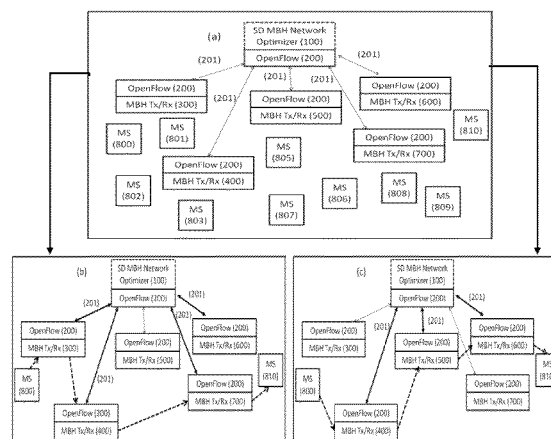 (a)
SD MBH Network
Optimizer (100)
OpenFlow (200)
(201)
(201)
(201)
(201)
(201)
OpenFlow (200)
MBH Tx/Rx (300)
OpenFlow (200)
MBH Tx/Rx (500)
OpenFlow (200)
MBH Tx/Rx (600)
MS
(800)
MS
(801)
MS
(810)
OpenFlow (200)
MBH Tx/Rx (400)
MS
(805)
OpenFlow (200)
MBH Tx/Rx (700)
MS
(802)
MS
(803)
MS
(807)
MS
(806)
MS
(808)
MS
(809)
(b)
SD MBH Network
Optimizer (100)
OpenFlow (200)
(201)
(201)
(201)
(201)
OpenFlow (200)
MBH Tx/Rx (300)
OpenFlow (200)
MBH Tx/Rx (500)
OpenFlow (200)
MBH Tx/Rx (600)
MS
(800)
OpenFlow (200)
MBH Tx/Rx (400)
OpenFlow (200)
MBH Tx/Rx (700)
MS
(810)
(c)
SD MBH Network
Optimizer (100)
OpenFlow (200)
(201)
(201)
(201)
OpenFlow (200)
MBH Tx/Rx (300)
OpenFlow (200)
MBH Tx/Rx (500)
OpenFlow (200)
MBH Tx/Rx (600)
MS
(800)
OpenFlow (200)
MBH Tx/Rx (400)
OpenFlow (200)
MBH Tx/Rx (700)
MS
(810)